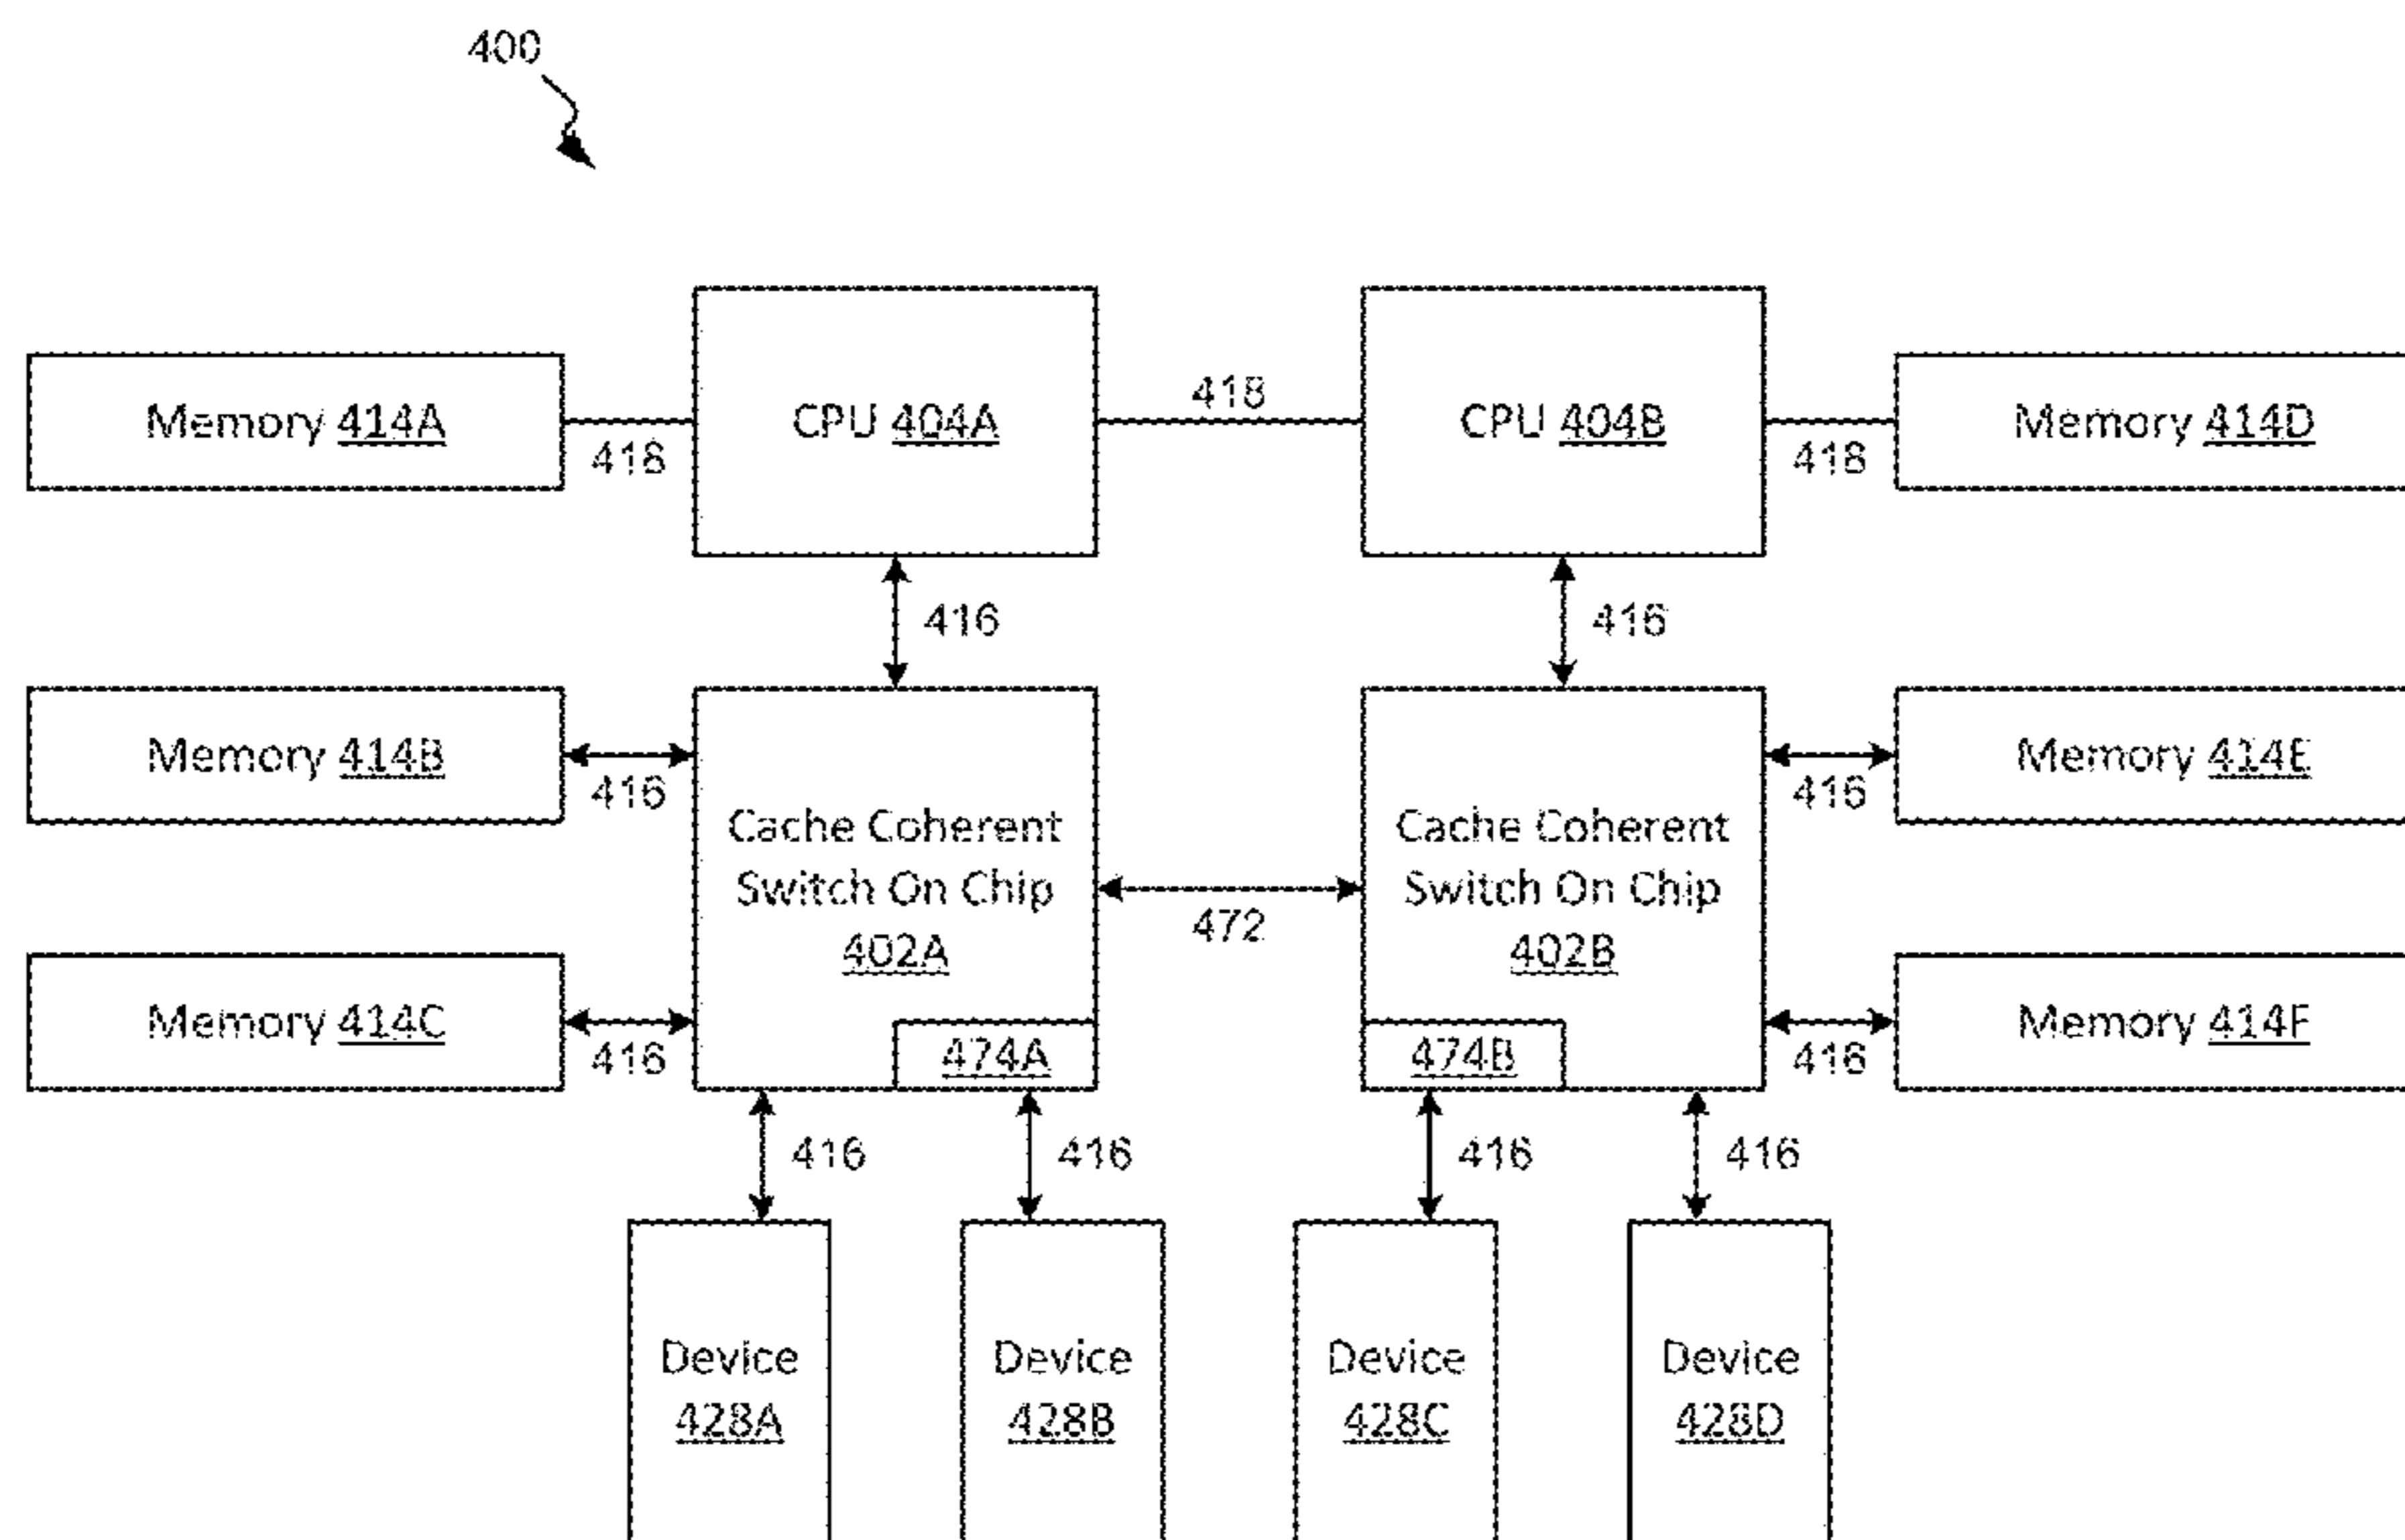 400
Memory 414A
418
CPU 404A
418
CPU 404B
418
Memory 414D
416
416
Memory 414B
416
Cache Coherent
Switch On Chip
402A
472
Cache Coherent
Switch On Chip
402B
416
Memory 414E
Memory 414C
416
474A
474B
416
Memory 414F
416
416
416
416
Device
428A
Device
428B
Device
428C
Device
428D